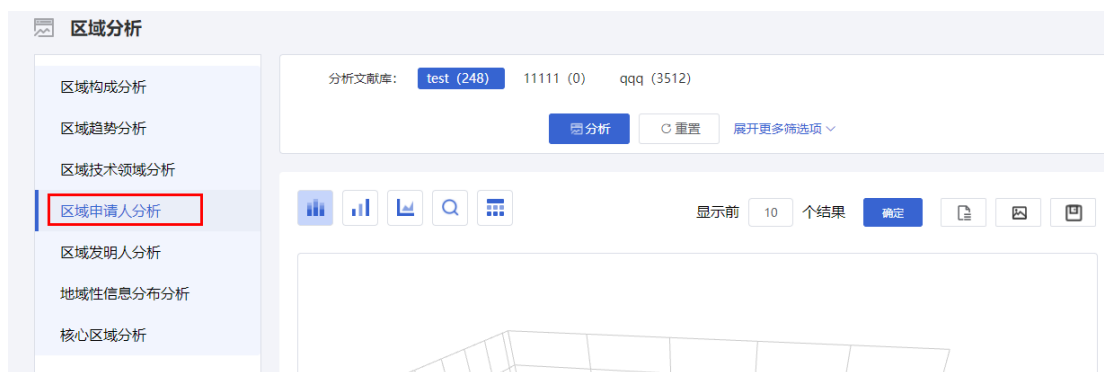 区域分析
区域构成分析
区域趋势分析
区域技术领域分析
区域申请人分析
区域发明人分析
地域性信息分布分析
核心区域分析
分析文献库： test (248) 11111 (0) qqq (3512)
分析 重置 展开更多筛选项
显示前 10 个结果 确定